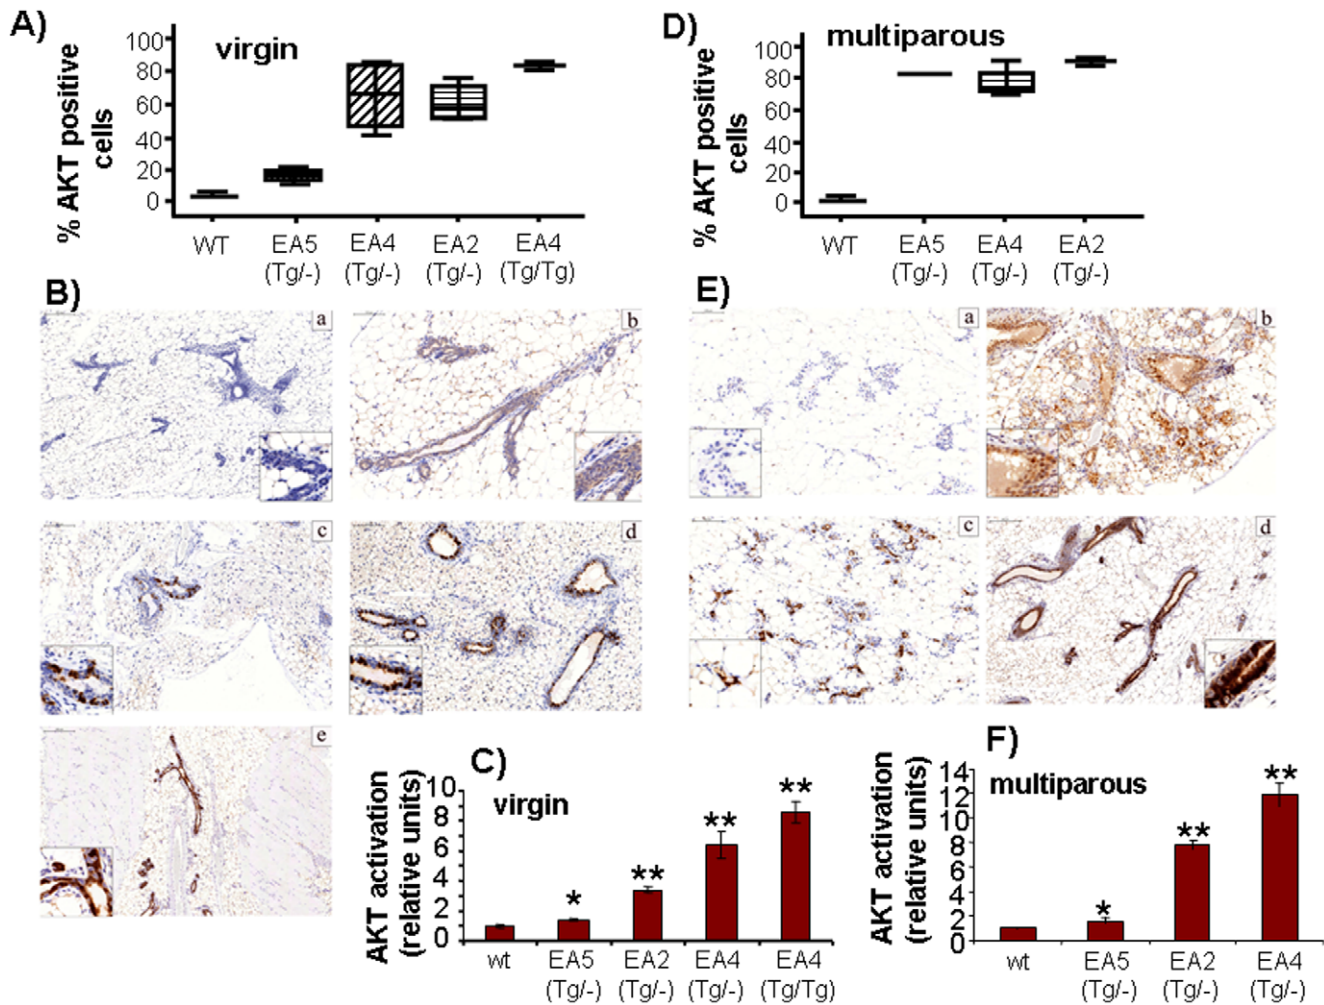 A)
virgin
% AKT positive
cells
100
80
60
40
20
0
WT
EA5
(Tg/-)
EA4
(Tg/-)
EA2
(Tg/-)
EA4
(Tg/Tg)
D)
multiparous
% AKT positive
cells
100
80
60
40
20
0
WT
EA5
(Tg/-)
EA4
(Tg/-)
EA2
(Tg/-)
B)
a
b
c
d
e
E)
a
b
c
d
C)
virgin
AKT activation
(relative units)
10
8
6
4
2
0
*
**
**
**
wt
EA5
(Tg/-)
EA2
(Tg/-)
EA4
(Tg/-)
EA4
(Tg/Tg)
F)
multiparous
AKT activation
(relative units)
14
12
10
8
6
4
2
0
*
**
**
wt
EA5
(Tg/-)
EA2
(Tg/-)
EA4
(Tg/-)